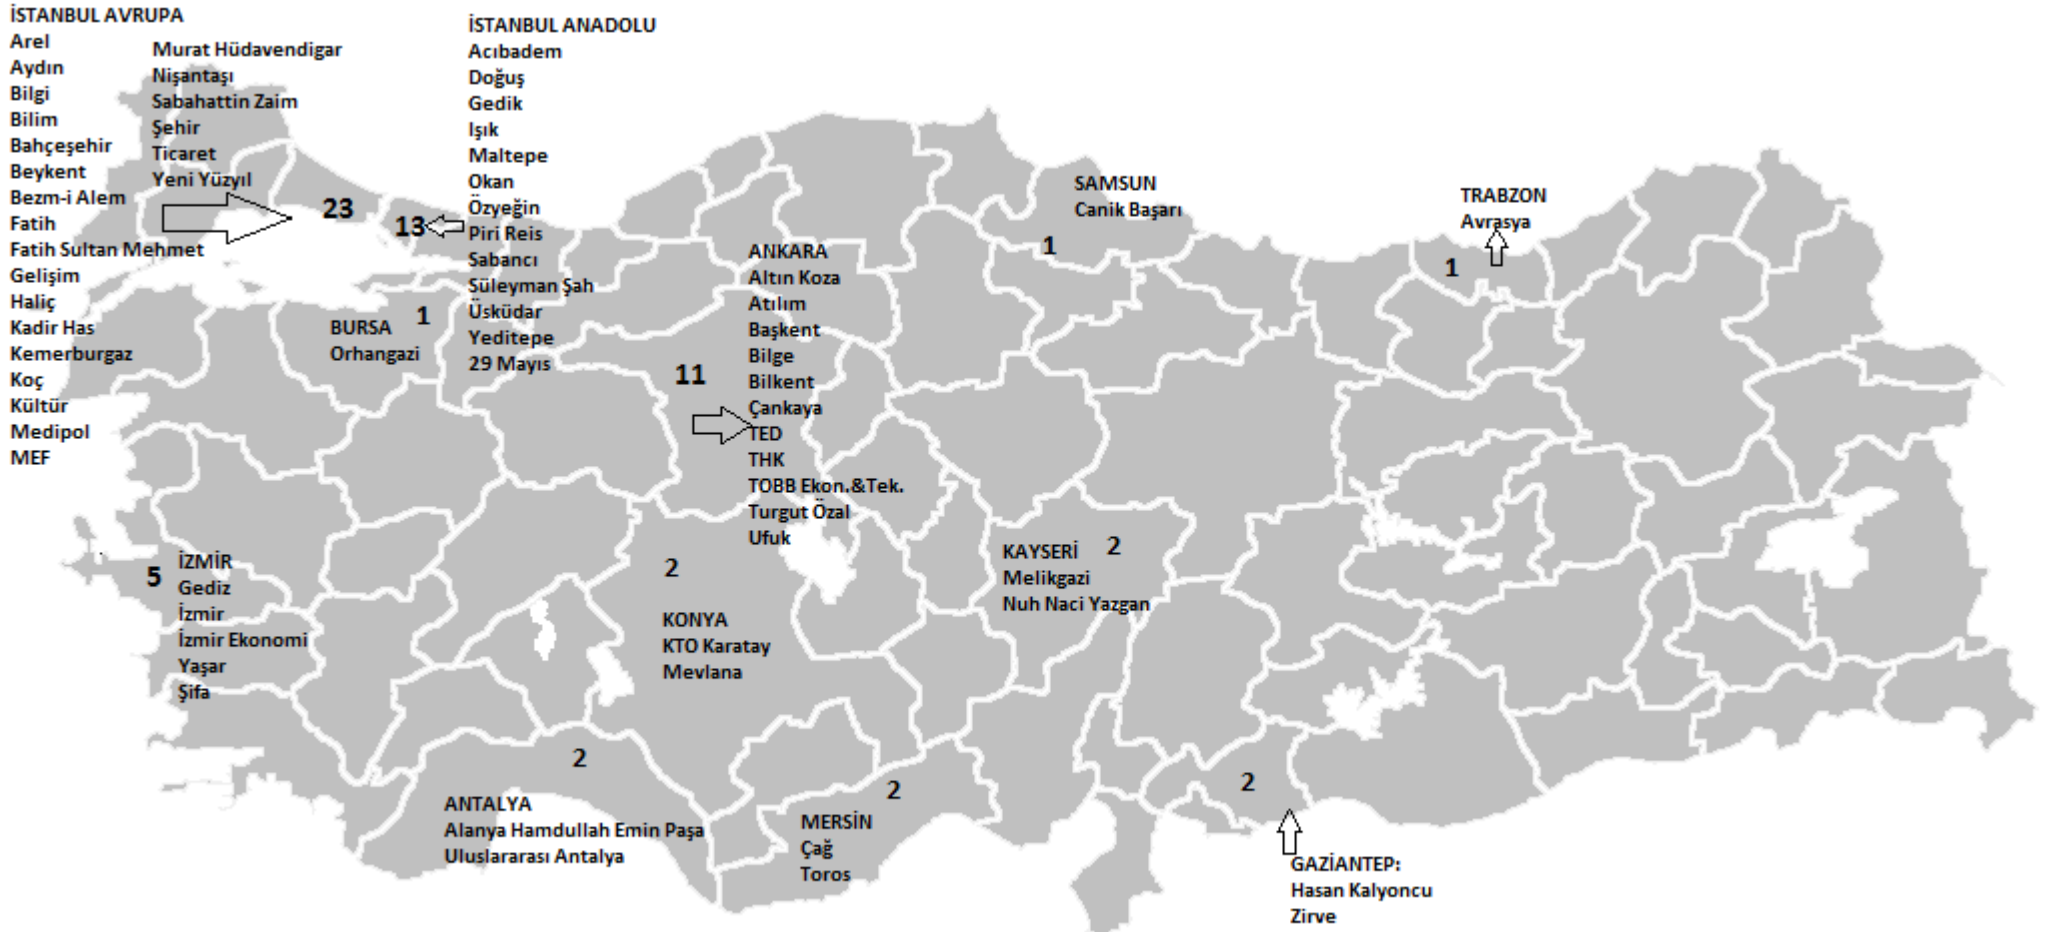 İSTANBUL AVRUPA
Arel
Aydın
Bilgi
Bilim
Bahçeşehir
Beykent
Bezm-i Alem
Fatih
Fatih Sultan Mehmet
Gelişim
Haliç
Kadir Has
Kemerburgaz
Koç
Kültür
Medipol
MEF
Murat Hüdavendigar
Nişantaşı
Sabahattin Zaim
Şehir
Ticaret
Yeni Yüzyıl
23
İSTANBUL ANADOLU
Acıbadem
Doğuş
Gedik
Işık
Maltepe
Okan
Özyeğin
Piri Reis
Sabancı
Süleyman Şah
Üsküdar
Yeditepe
29 Mayıs
13
BURSA
Orhangazi
1
ANKARA
Altın Koza
Atılım
Başkent
Bilge
Bilkent
Çankaya
TED
THK
TOBB Ekon.&Tek.
Turgut Özal
Ufuk
11
SAMSUN
Canik Başarı
1
TRABZON
Avrasya
1
5
İZMİR
Gediz
İzmir
İzmir Ekonomi
Yaşar
Şifa
2
KONYA
KTO Karatay
Mevlana
KAYSERİ
Melikgazi
Nuh Naci Yazgan
2
2
ANTALYA
Alanya Hamdullah Emin Paşa
Uluslararası Antalya
2
MERSİN
Çağ
Toros
2
GAZİANTEP:
Hasan Kalyoncu
Zirve